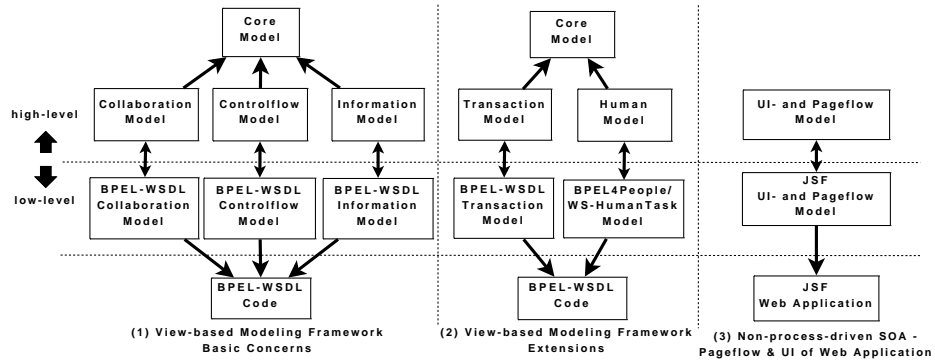 Core
Model
Collaboration
Model
Controlflow
Model
Information
Model
high-level
low-level
BPEL-WSDL
Collaboration
Model
BPEL-WSDL
Controlflow
Model
BPEL-WSDL
Information
Model
BPEL-WSDL
Code
(1) View-based Modeling Framework
Basic Concerns
Core
Model
Transaction
Model
Human
Model
BPEL-WSDL
Transaction
Model
BPEL4People/
WS-HumanTask
Model
BPEL-WSDL
Code
(2) View-based Modeling Framework
Extensions
UI- and Pageflow
Model
JSF
UI- and Pageflow
Model
JSF
Web Application
(3) Non-process-driven SOA -
Pageflow & UI of Web Application